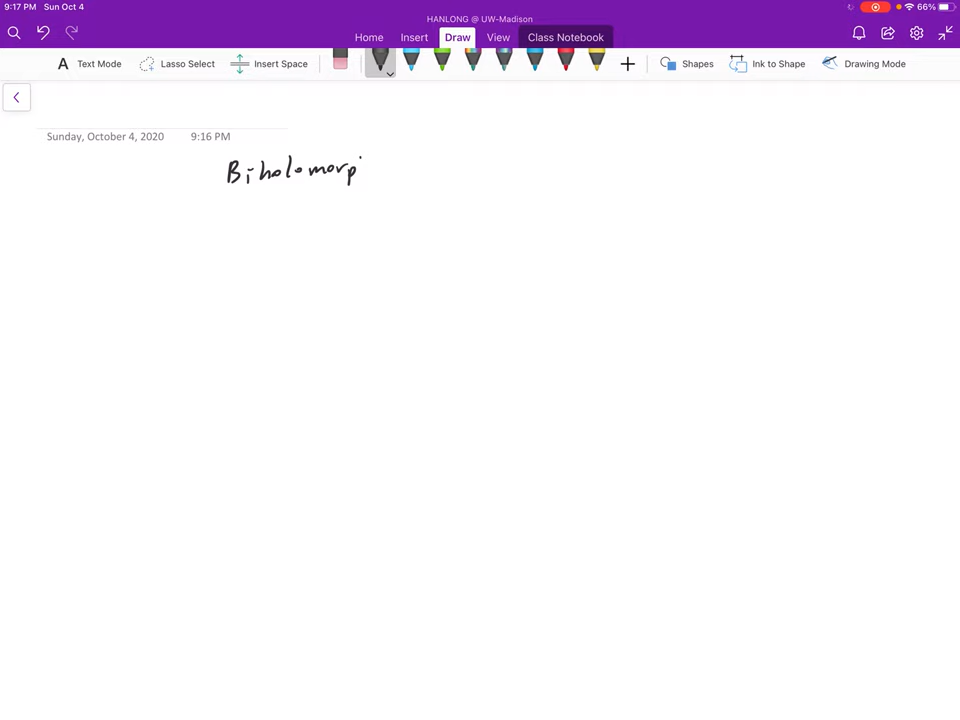 9:17 PM Sun Oct 4
66%
HANLONG @ UW-Madison
Home Insert Draw View Class Notebook
A Text Mode Lasso Select Insert Space Shapes Ink to Shape Drawing Mode
Sunday, October 4, 2020 9:16 PM
Biholomorp